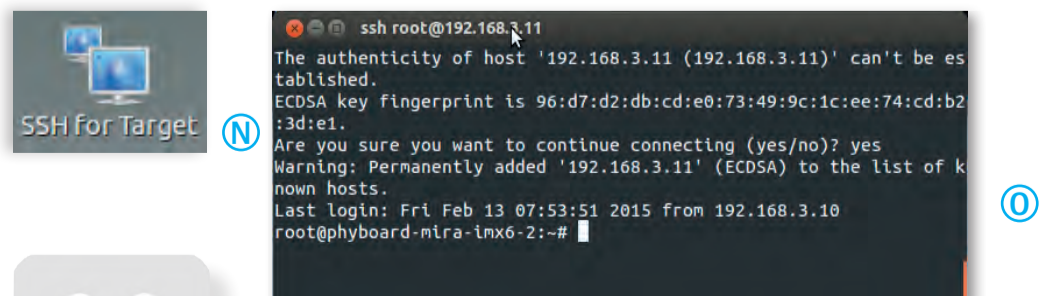 SSH for Target
N
ssh root@192.168.3.11
The authenticity of host '192.168.3.11 (192.168.3.11)' can't be es
tablished.
ECDSA key fingerprint is 96:d7:d2:db:cd:e0:73:49:9c:1c:ee:74:cd:b2
:3d:e1.
Are you sure you want to continue connecting (yes/no)? yes
Warning: Permanently added '192.168.3.11' (ECDSA) to the list of k
nown hosts.
Last login: Fri Feb 13 07:53:51 2015 from 192.168.3.10
root@phyboard-mira-imx6-2:~#
O